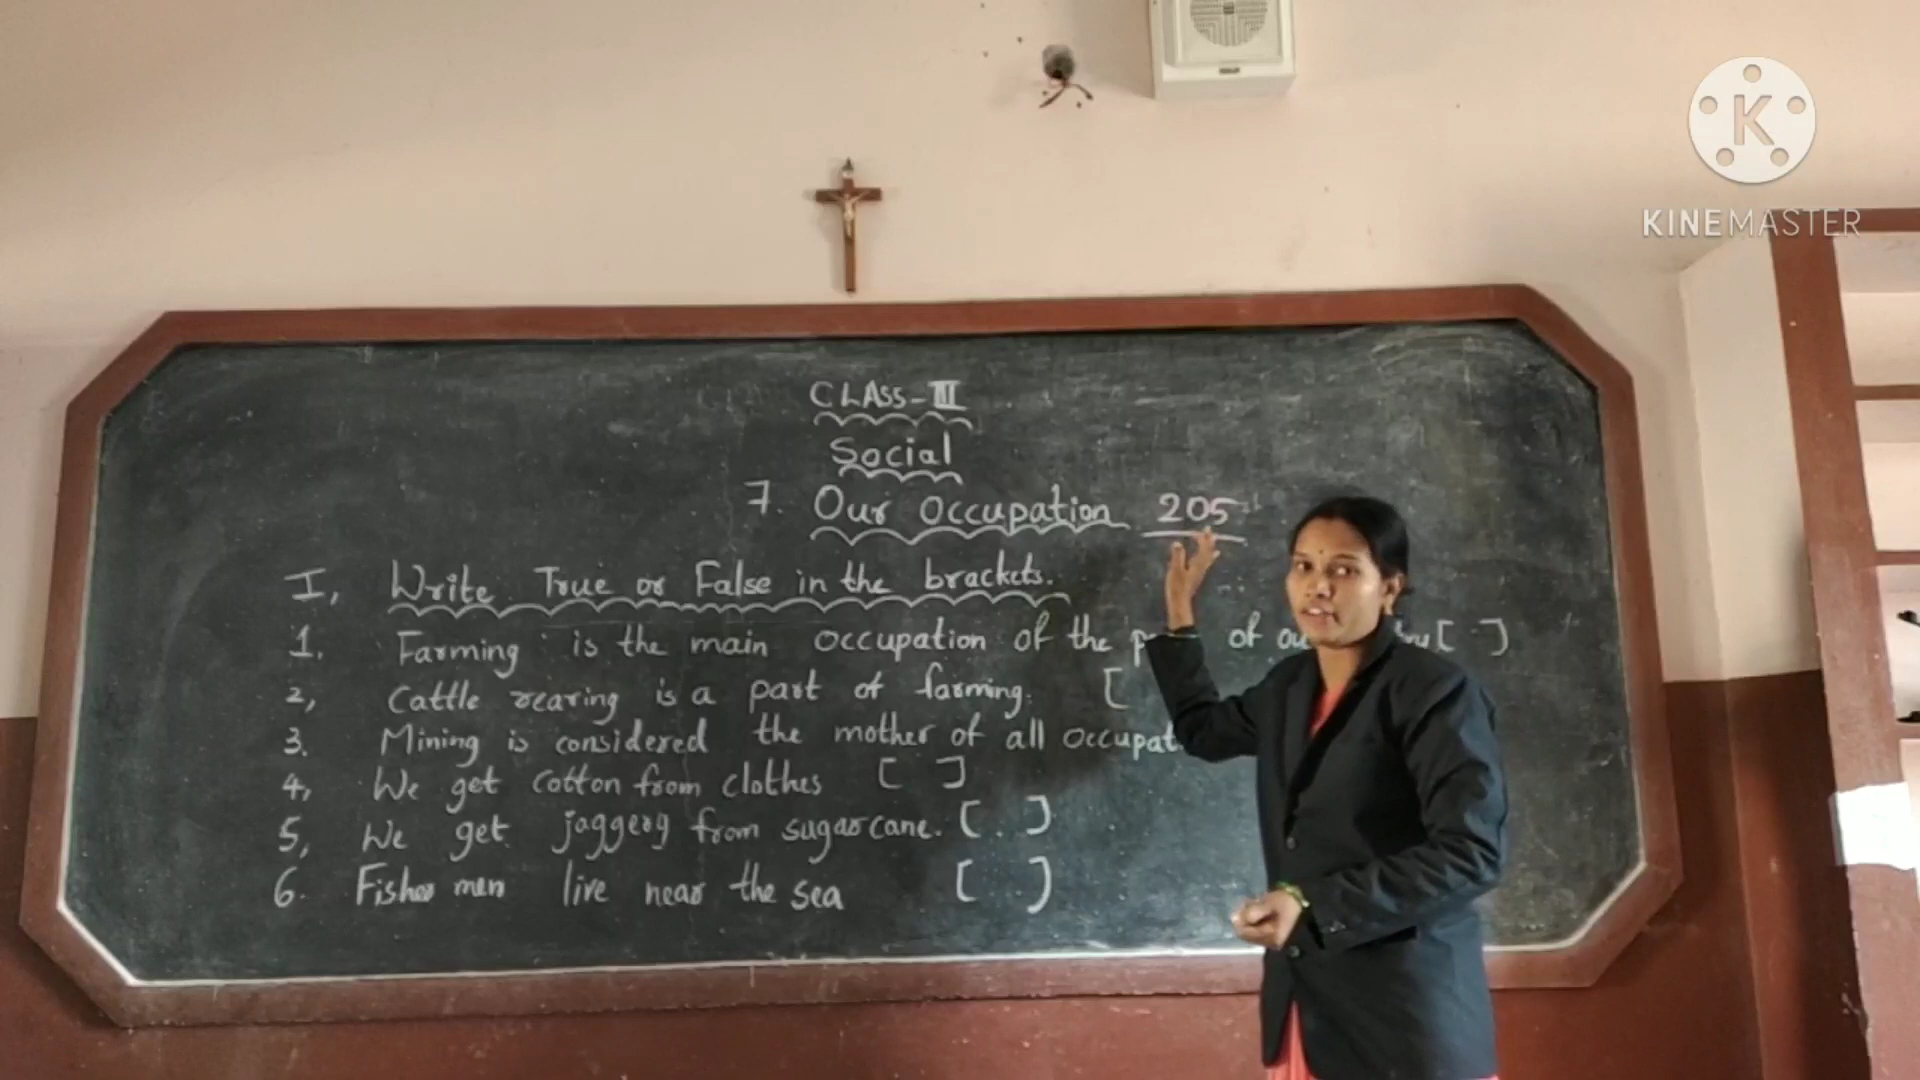 KINEMASTER
CLASS-III
Social
7. Our Occupation 205
I, Write True or False in the brackets.
1. Farming is the main occupation of the of [ ]
2, Cattle rearing is a part of farming. [
3. Mining is considered the mother of all
4, We get cotton from clothes [ ]
5, We get jaggery from sugarcane. [ ]
6. Fisher men live near the sea [ ]